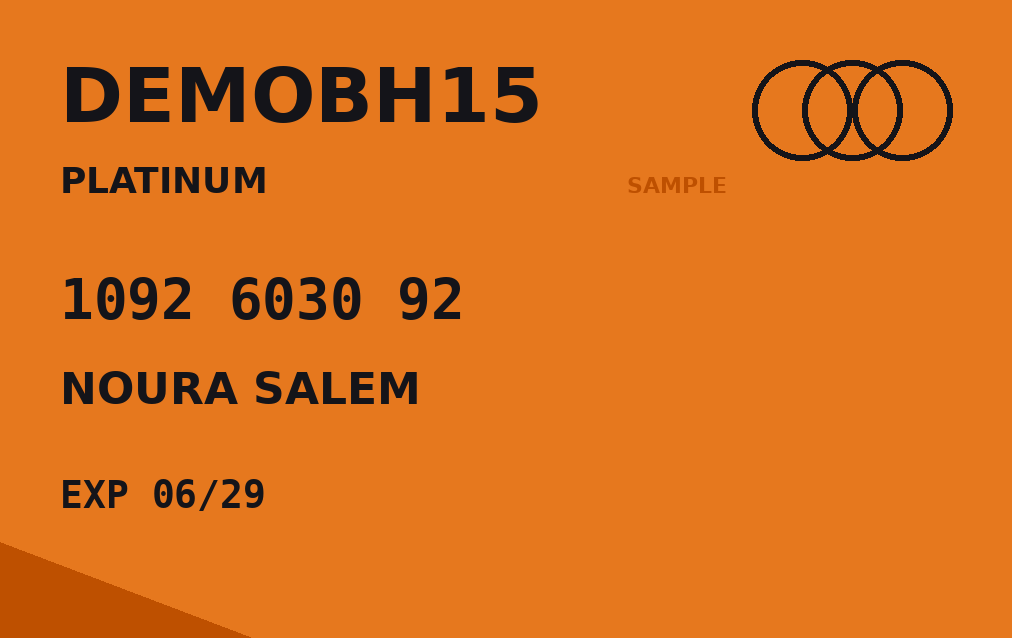 DEMOBH15
PLATINUM
SAMPLE
1092 6030 92
NOURA SALEM
EXP 06/29